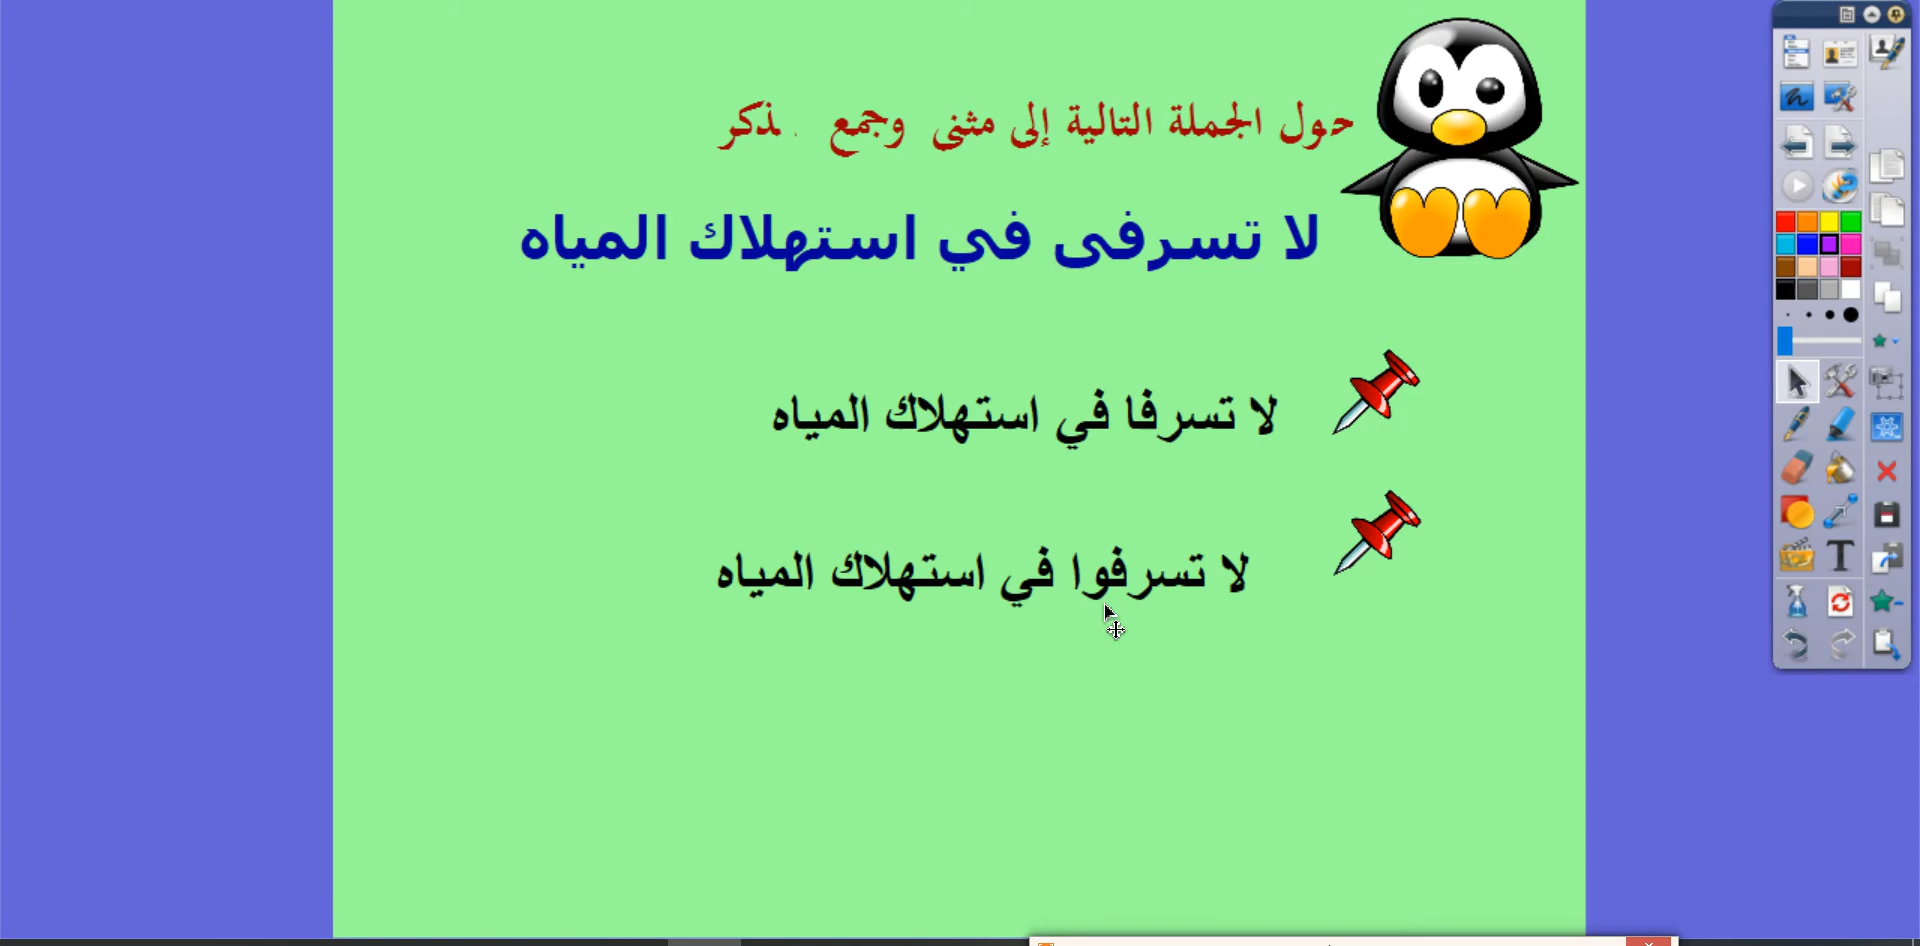 حول الجملة التالية إلى مثنى وجمع مذكر
لا تسرفى في استهلاك المياه
لا تسرفا في استهلاك المياه
لا تسرفوا في استهلاك المياه
T